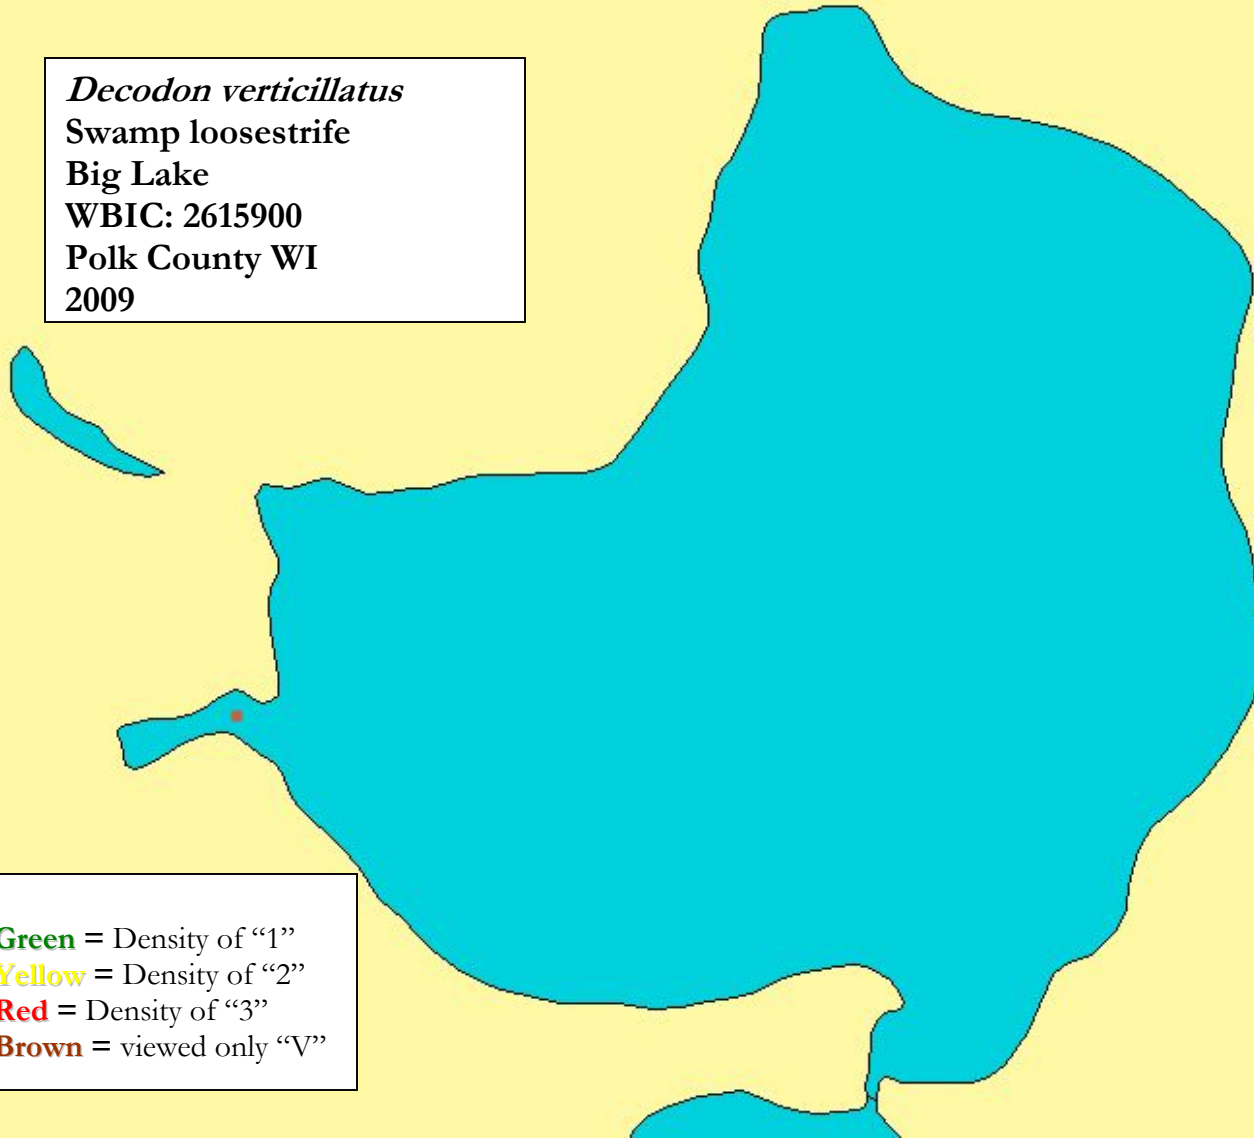 Decodon verticillatus
Swamp loosestrife
Big Lake
WBIC: 2615900
Polk County WI
2009
Green = Density of “1”
Yellow = Density of “2”
Red = Density of “3”
Brown = viewed only “V”